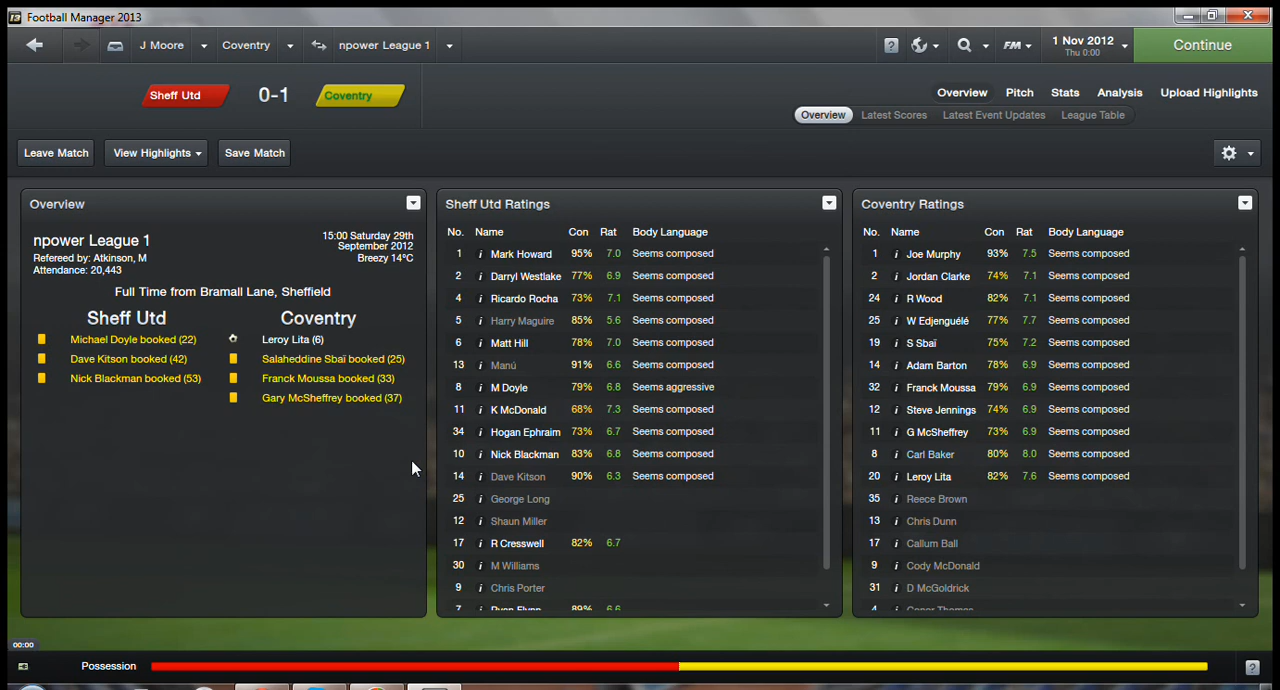 Football Manager 2013
J Moore Coventry npower League 1 ? FM 1 Nov 2012 Continue
Thu 0:00
Sheff Utd 0-1 Coventry
Overview Pitch Stats Analysis Upload Highlights
Overview Latest Scores Latest Event Updates League Table
Leave Match View Highlights Save Match
Overview
npower League 1
Refereed by: Atkinson, M
Attendance: 20,443
15:00 Saturday 29th
September 2012
Breezy 14°C
Full Time from Bramall Lane, Sheffield
Sheff Utd Coventry
Michael Doyle booked (22) Leroy Lita (6)
Dave Kitson booked (42) Salaheddine Sbaï booked (25)
Nick Blackman booked (53) Franck Moussa booked (33)
Gary McSheffrey booked (37)
Sheff Utd Ratings
No. Name Con Rat Body Language
1 i Mark Howard 95% 7.0 Seems composed
2 i Darryl Westlake 77% 6.9 Seems composed
4 i Ricardo Rocha 73% 7.1 Seems composed
5 i Harry Maguire 85% 5.6 Seems composed
6 i Matt Hill 78% 7.0 Seems composed
13 i Manú 91% 6.6 Seems composed
8 i M Doyle 79% 6.8 Seems aggressive
11 i K McDonald 68% 7.3 Seems composed
34 i Hogan Ephraim 73% 6.7 Seems composed
10 i Nick Blackman 83% 6.8 Seems composed
14 i Dave Kitson 90% 6.3 Seems composed
25 i George Long
12 i Shaun Miller
17 i R Cresswell 82% 6.7
30 i M Williams
9 i Chris Porter
7 i Ryan Flynn 89% 6.6
Coventry Ratings
No. Name Con Rat Body Language
1 i Joe Murphy 93% 7.5 Seems composed
2 i Jordan Clarke 74% 7.1 Seems composed
24 i R Wood 82% 7.1 Seems composed
25 i W Edjenguélé 77% 7.7 Seems composed
19 i S Sbaï 75% 7.2 Seems composed
14 i Adam Barton 78% 6.9 Seems composed
32 i Franck Moussa 79% 6.9 Seems composed
12 i Steve Jennings 74% 6.9 Seems composed
11 i G McSheffrey 73% 6.9 Seems composed
8 i Carl Baker 80% 8.0 Seems composed
20 i Leroy Lita 82% 7.6 Seems composed
35 i Reece Brown
13 i Chris Dunn
17 i Callum Ball
9 i Cody McDonald
31 i D McGoldrick
4 i Conor Thomas
00:00
Possession ?